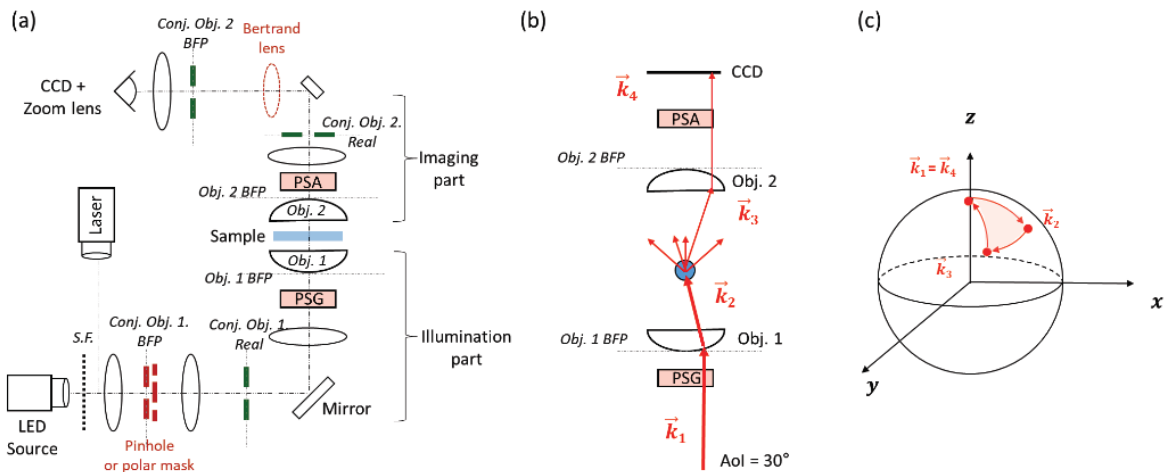 (a)
Conj. Obj. 2
BFP
Bertrand
lens
CCD +
Zoom lens
Conj. Obj. 2.
Real
Imaging
part
PSA
Obj. 2 BFP
Obj. 2
Laser
Sample
Obj. 1
Obj. 1 BFP
PSG
Conj. Obj. 1.
BFP
Conj. Obj. 1.
Real
S.F.
Illumination
part
Mirror
LED
Source
Pinhole
or polar mask
(b)
CCD
k₄
PSA
Obj. 2 BFP
Obj. 2
k₃
k₂
Obj. 1 BFP
Obj. 1
PSG
k₁
AoI = 30°
(c)
z
k₁ = k₄
k₂
k₃
x
y